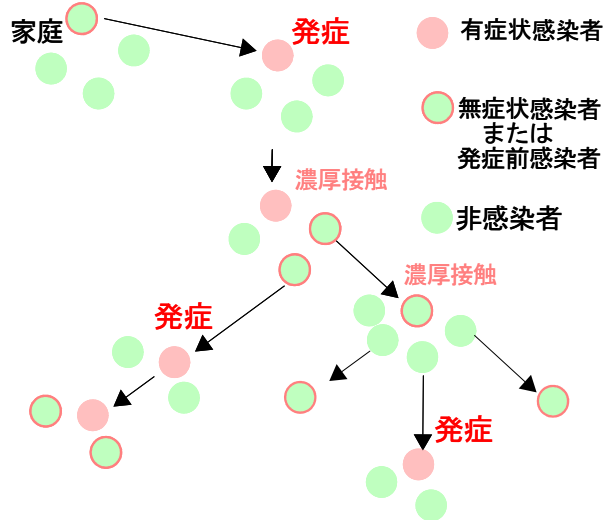 家庭
発症
有症状感染者
無症状感染者
または
発症前感染者
濃厚接触
非感染者
濃厚接触
発症
発症